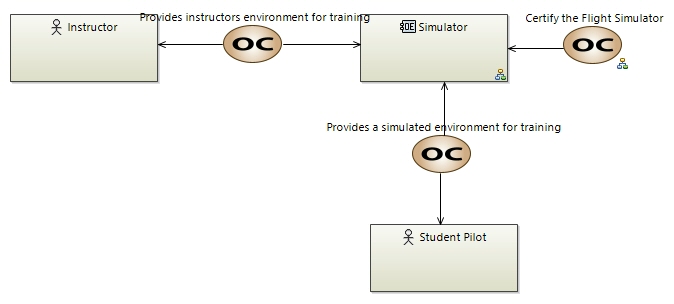 Provides instructors environment for training
Certify the Flight Simulator
Instructor
OC
OE Simulator
OC
Provides a simulated environment for training
OC
Student Pilot